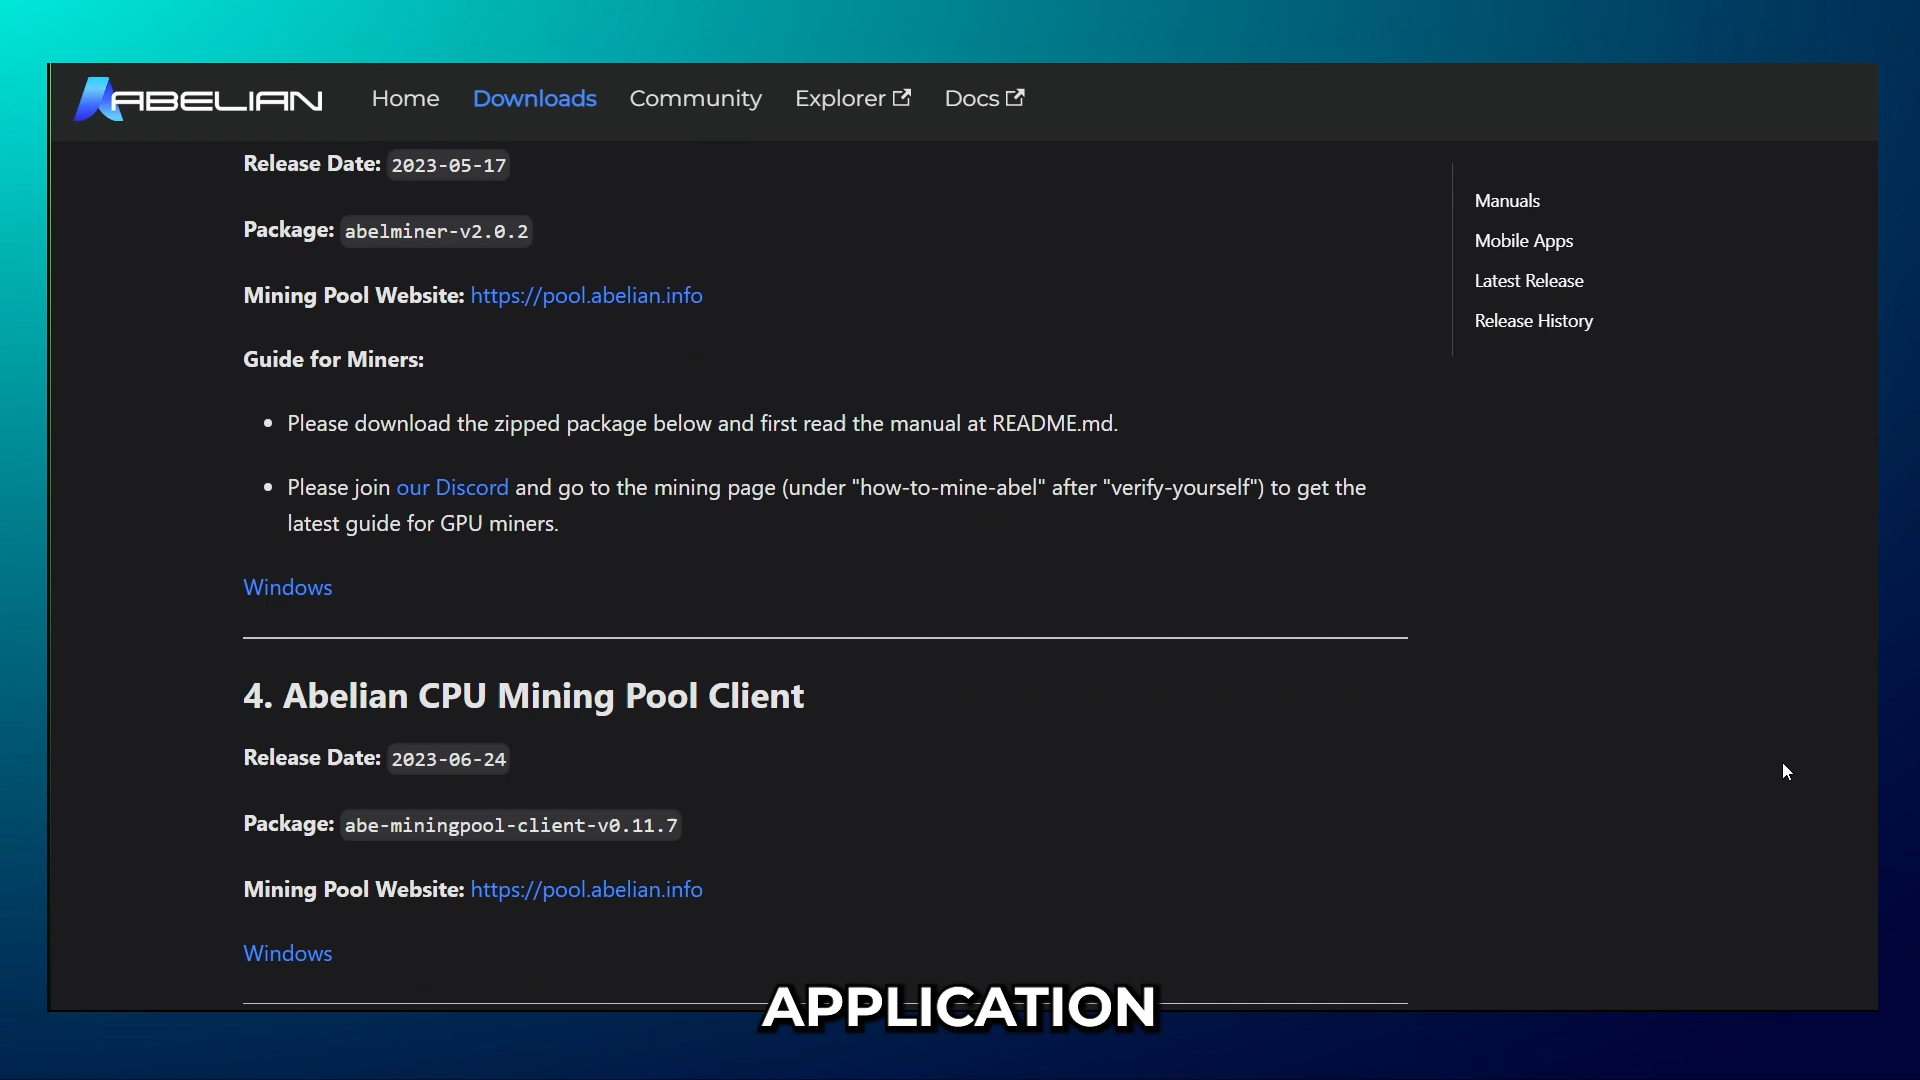 ABELIAN Home Downloads Community Explorer Docs
Release Date: 2023-05-17
Package: abelminer-v2.0.2
Mining Pool Website: https://pool.abelian.info
Guide for Miners:
Please download the zipped package below and first read the manual at README.md.
Please join our Discord and go to the mining page (under "how-to-mine-abel" after "verify-yourself") to get the
latest guide for GPU miners.
Windows
4. Abelian CPU Mining Pool Client
Release Date: 2023-06-24
Package: abe-miningpool-client-v0.11.7
Mining Pool Website: https://pool.abelian.info
Windows
Manuals
Mobile Apps
Latest Release
Release History
APPLICATION